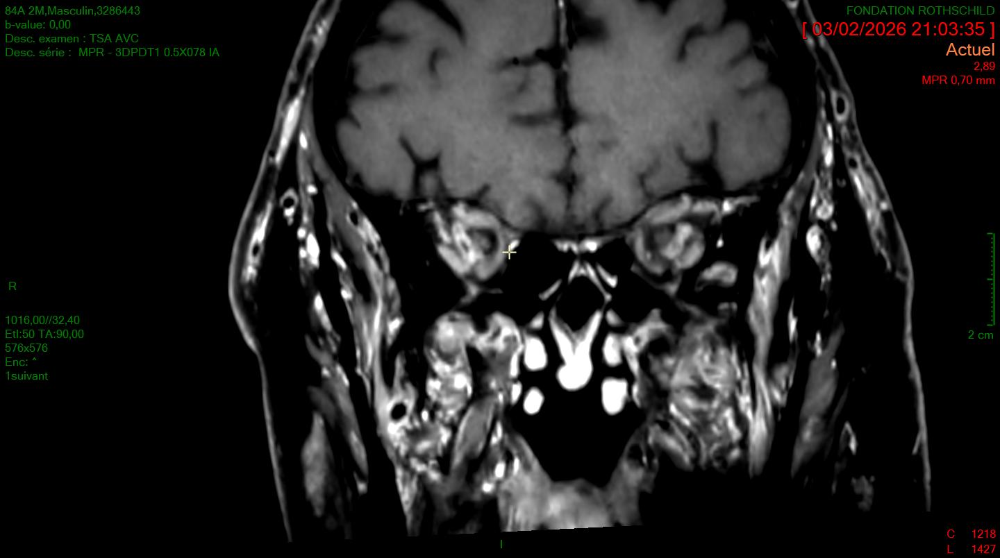 84A 2M,Masculin,3286443
b-value: 0,00
Desc. examen : TSA AVC
Desc. série :  MPR - 3DPDT1 0.5X078 IA
FONDATION ROTHSCHILD
[ 03/02/2026 21:03:35 ]
Actuel
2,89
MPR 0,70 mm
R
1016,00//32,40
Etl:50 TA:90,00
576x576
Enc: ^
1suivant
2 cm
I
C 1218
L 1427